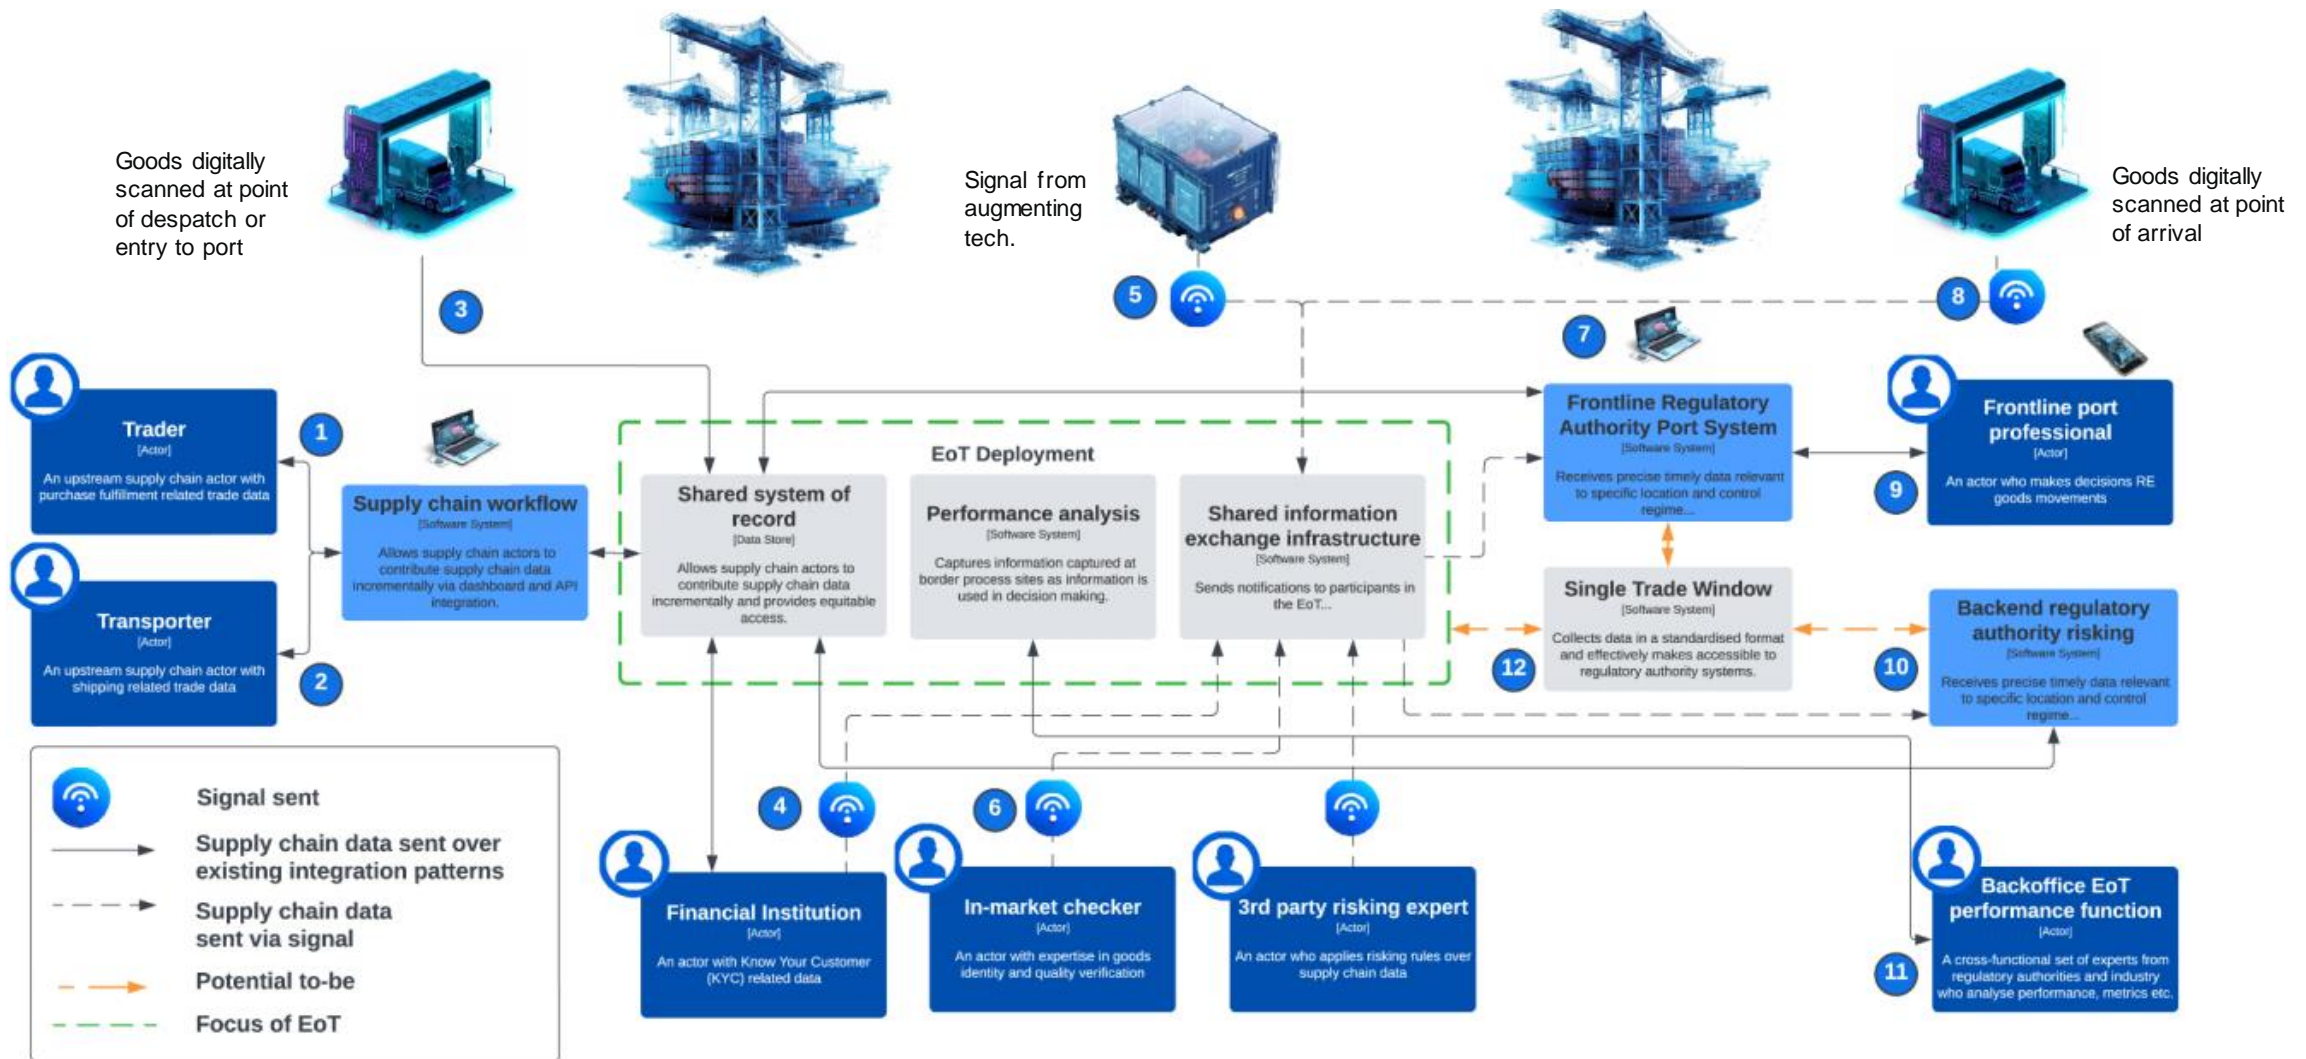 Goods digitally
scanned at point
of despatch or
entry to port
Signal from
augmenting
tech.
Goods digitally
scanned at point
of arrival
3
5
8
7
Trader
[Actor]
An upstream supply chain actor with
purchase fulfillment related trade data
1
Transporter
[Actor]
An upstream supply chain actor with
shipping related trade data
2
Supply chain workflow
[Software System]
Allows supply chain actors to
contribute supply chain data
incrementally via dashboard and API
integration.
EoT Deployment
Shared system of
record
[Data Store]
Allows supply chain actors to
contribute supply chain data
incrementally and provides equitable
access.
Performance analysis
[Software System]
Captures information captured at
border process sites as information is
used in decision making.
Shared information
exchange infrastructure
[Software System]
Sends notifications to participants in
the EoT...
Frontline Regulatory
Authority Port System
[Software System]
Receives precise timely data relevant
to specific location and control
regime...
Frontline port
professional
[Actor]
An actor who makes decisions RE
goods movements
9
Single Trade Window
[Software System]
Collects data in a standardised format
and effectively makes accessible to
regulatory authority systems.
12
Backend regulatory
authority risking
[Software System]
Receives precise timely data relevant
to specific location and control
regime...
10
Signal sent
Supply chain data sent over
existing integration patterns
Supply chain data
sent via signal
Potential to-be
Focus of EoT
4
Financial Institution
[Actor]
An actor with Know Your Customer
(KYC) related data
6
In-market checker
[Actor]
An actor with expertise in goods
identity and quality verification
3rd party risking expert
[Actor]
An actor who applies risking rules over
supply chain data
Backoffice EoT
performance function
[Actor]
A cross-functional set of experts from
regulatory authorities and industry
who analyse performance, metrics etc.
11